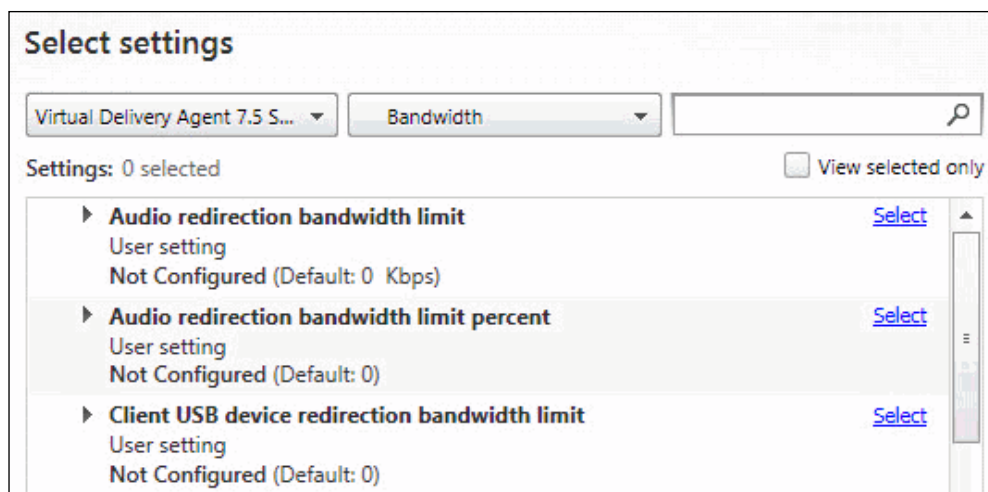 Select settings
Virtual Delivery Agent 7.5 S... Bandwidth
Settings: 0 selected View selected only
Audio redirection bandwidth limit Select
User setting
Not Configured (Default: 0 Kbps)
Audio redirection bandwidth limit percent Select
User setting
Not Configured (Default: 0)
Client USB device redirection bandwidth limit Select
User setting
Not Configured (Default: 0)